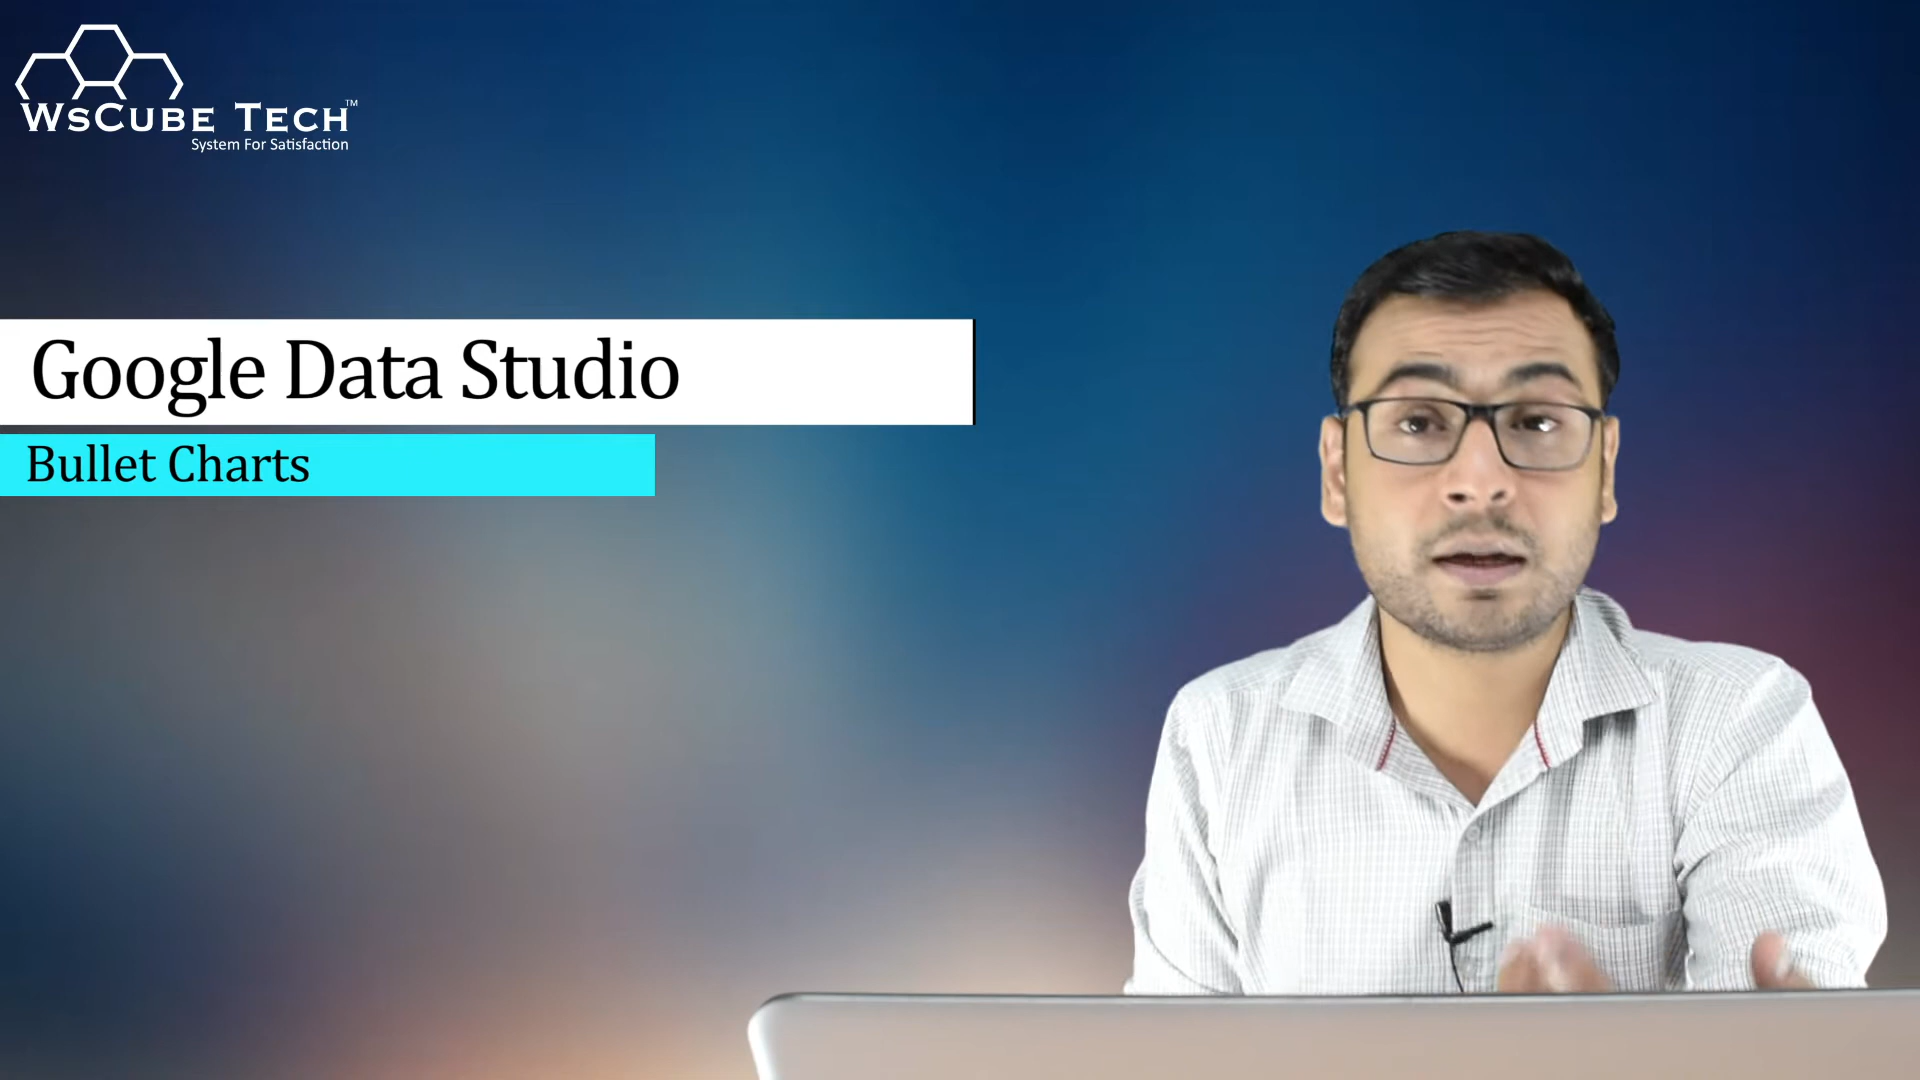 WSCUBE TECH™
System For Satisfaction
Google Data Studio
Bullet Charts